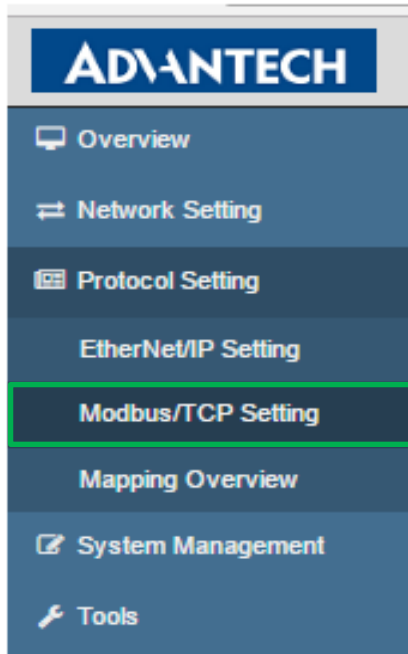 ADVANTECH
Overview
Network Setting
Protocol Setting
EtherNet/IP Setting
Modbus/TCP Setting
Mapping Overview
System Management
Tools